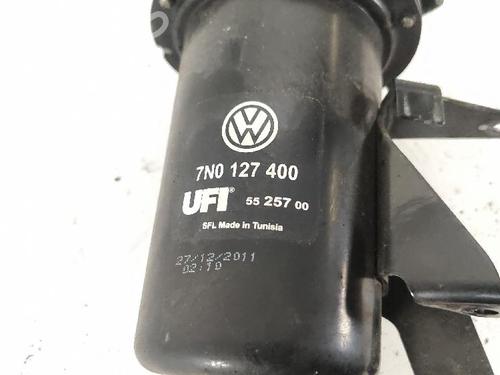 7N0 127 400
UFI® 55 257 00
SFL Made in Tunisia
27/12/2011
02:10